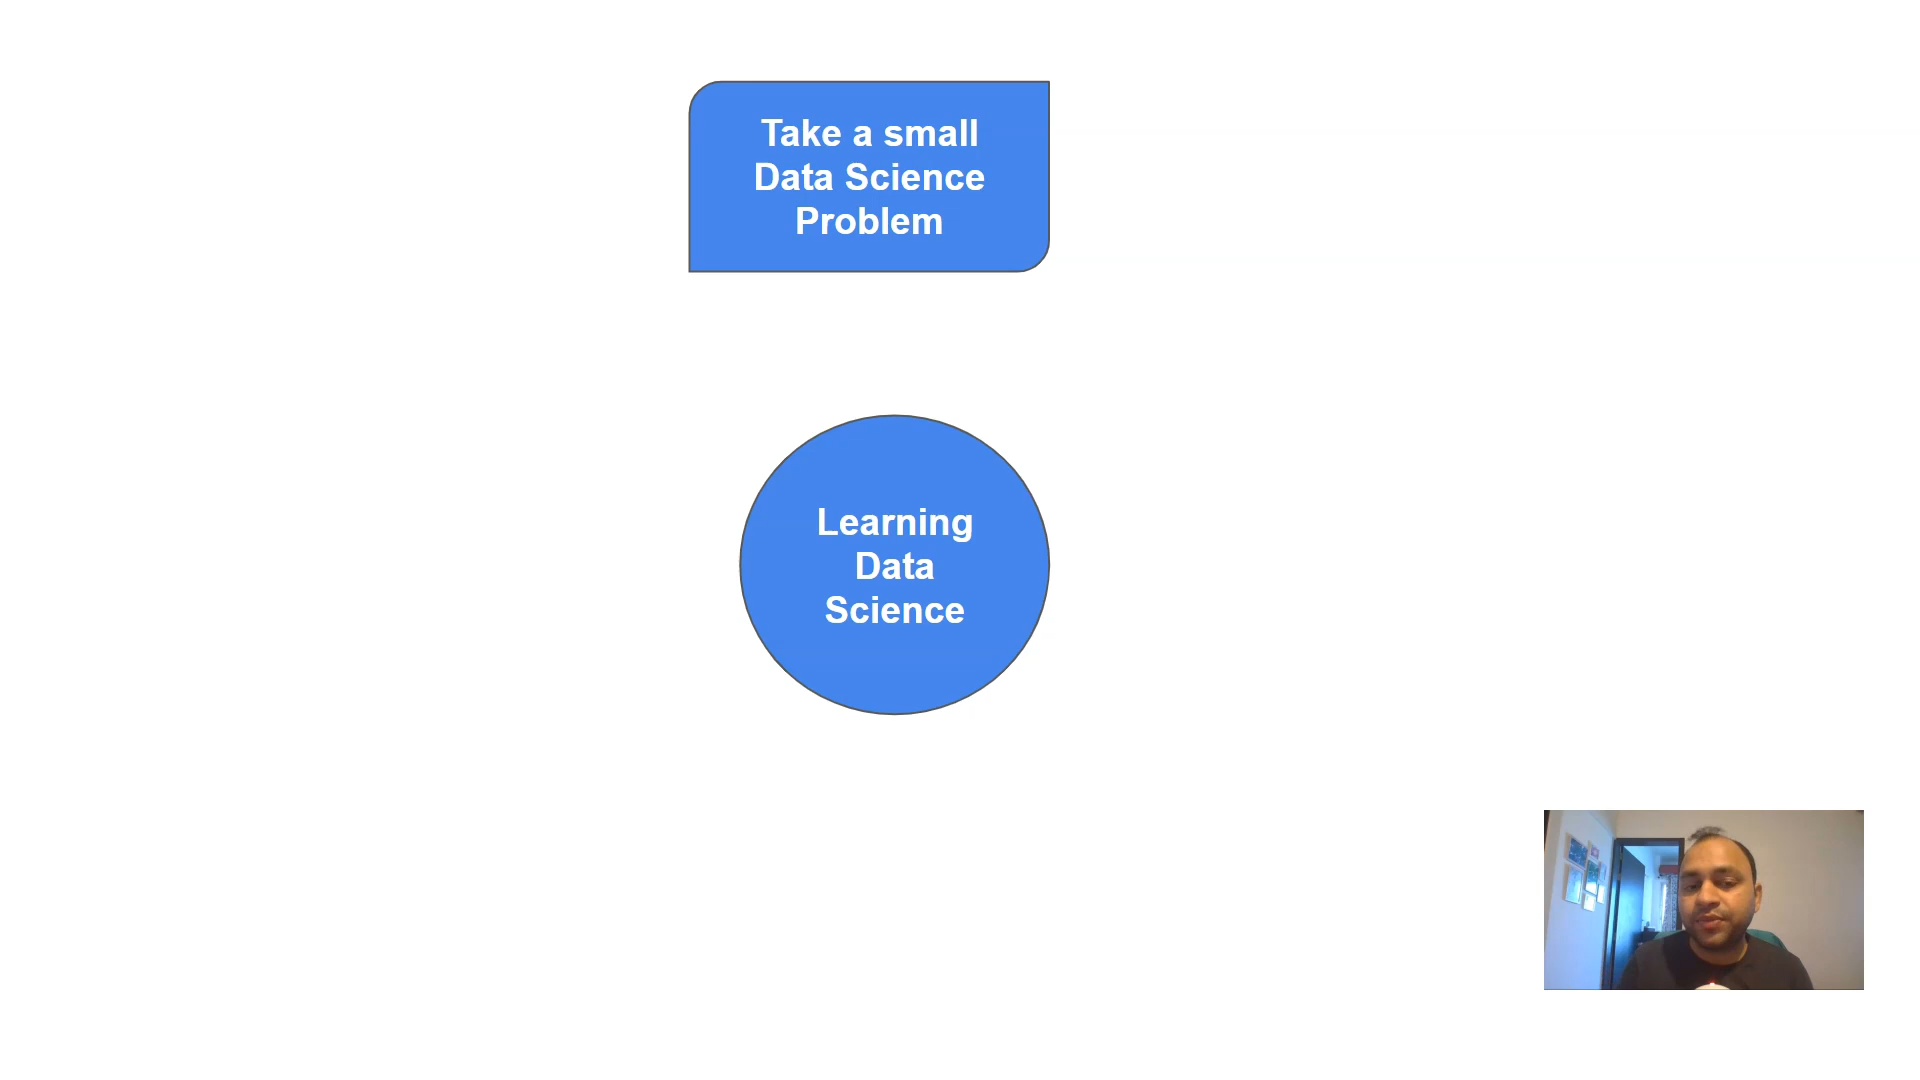 Take a small
Data Science
Problem
Learning
Data
Science